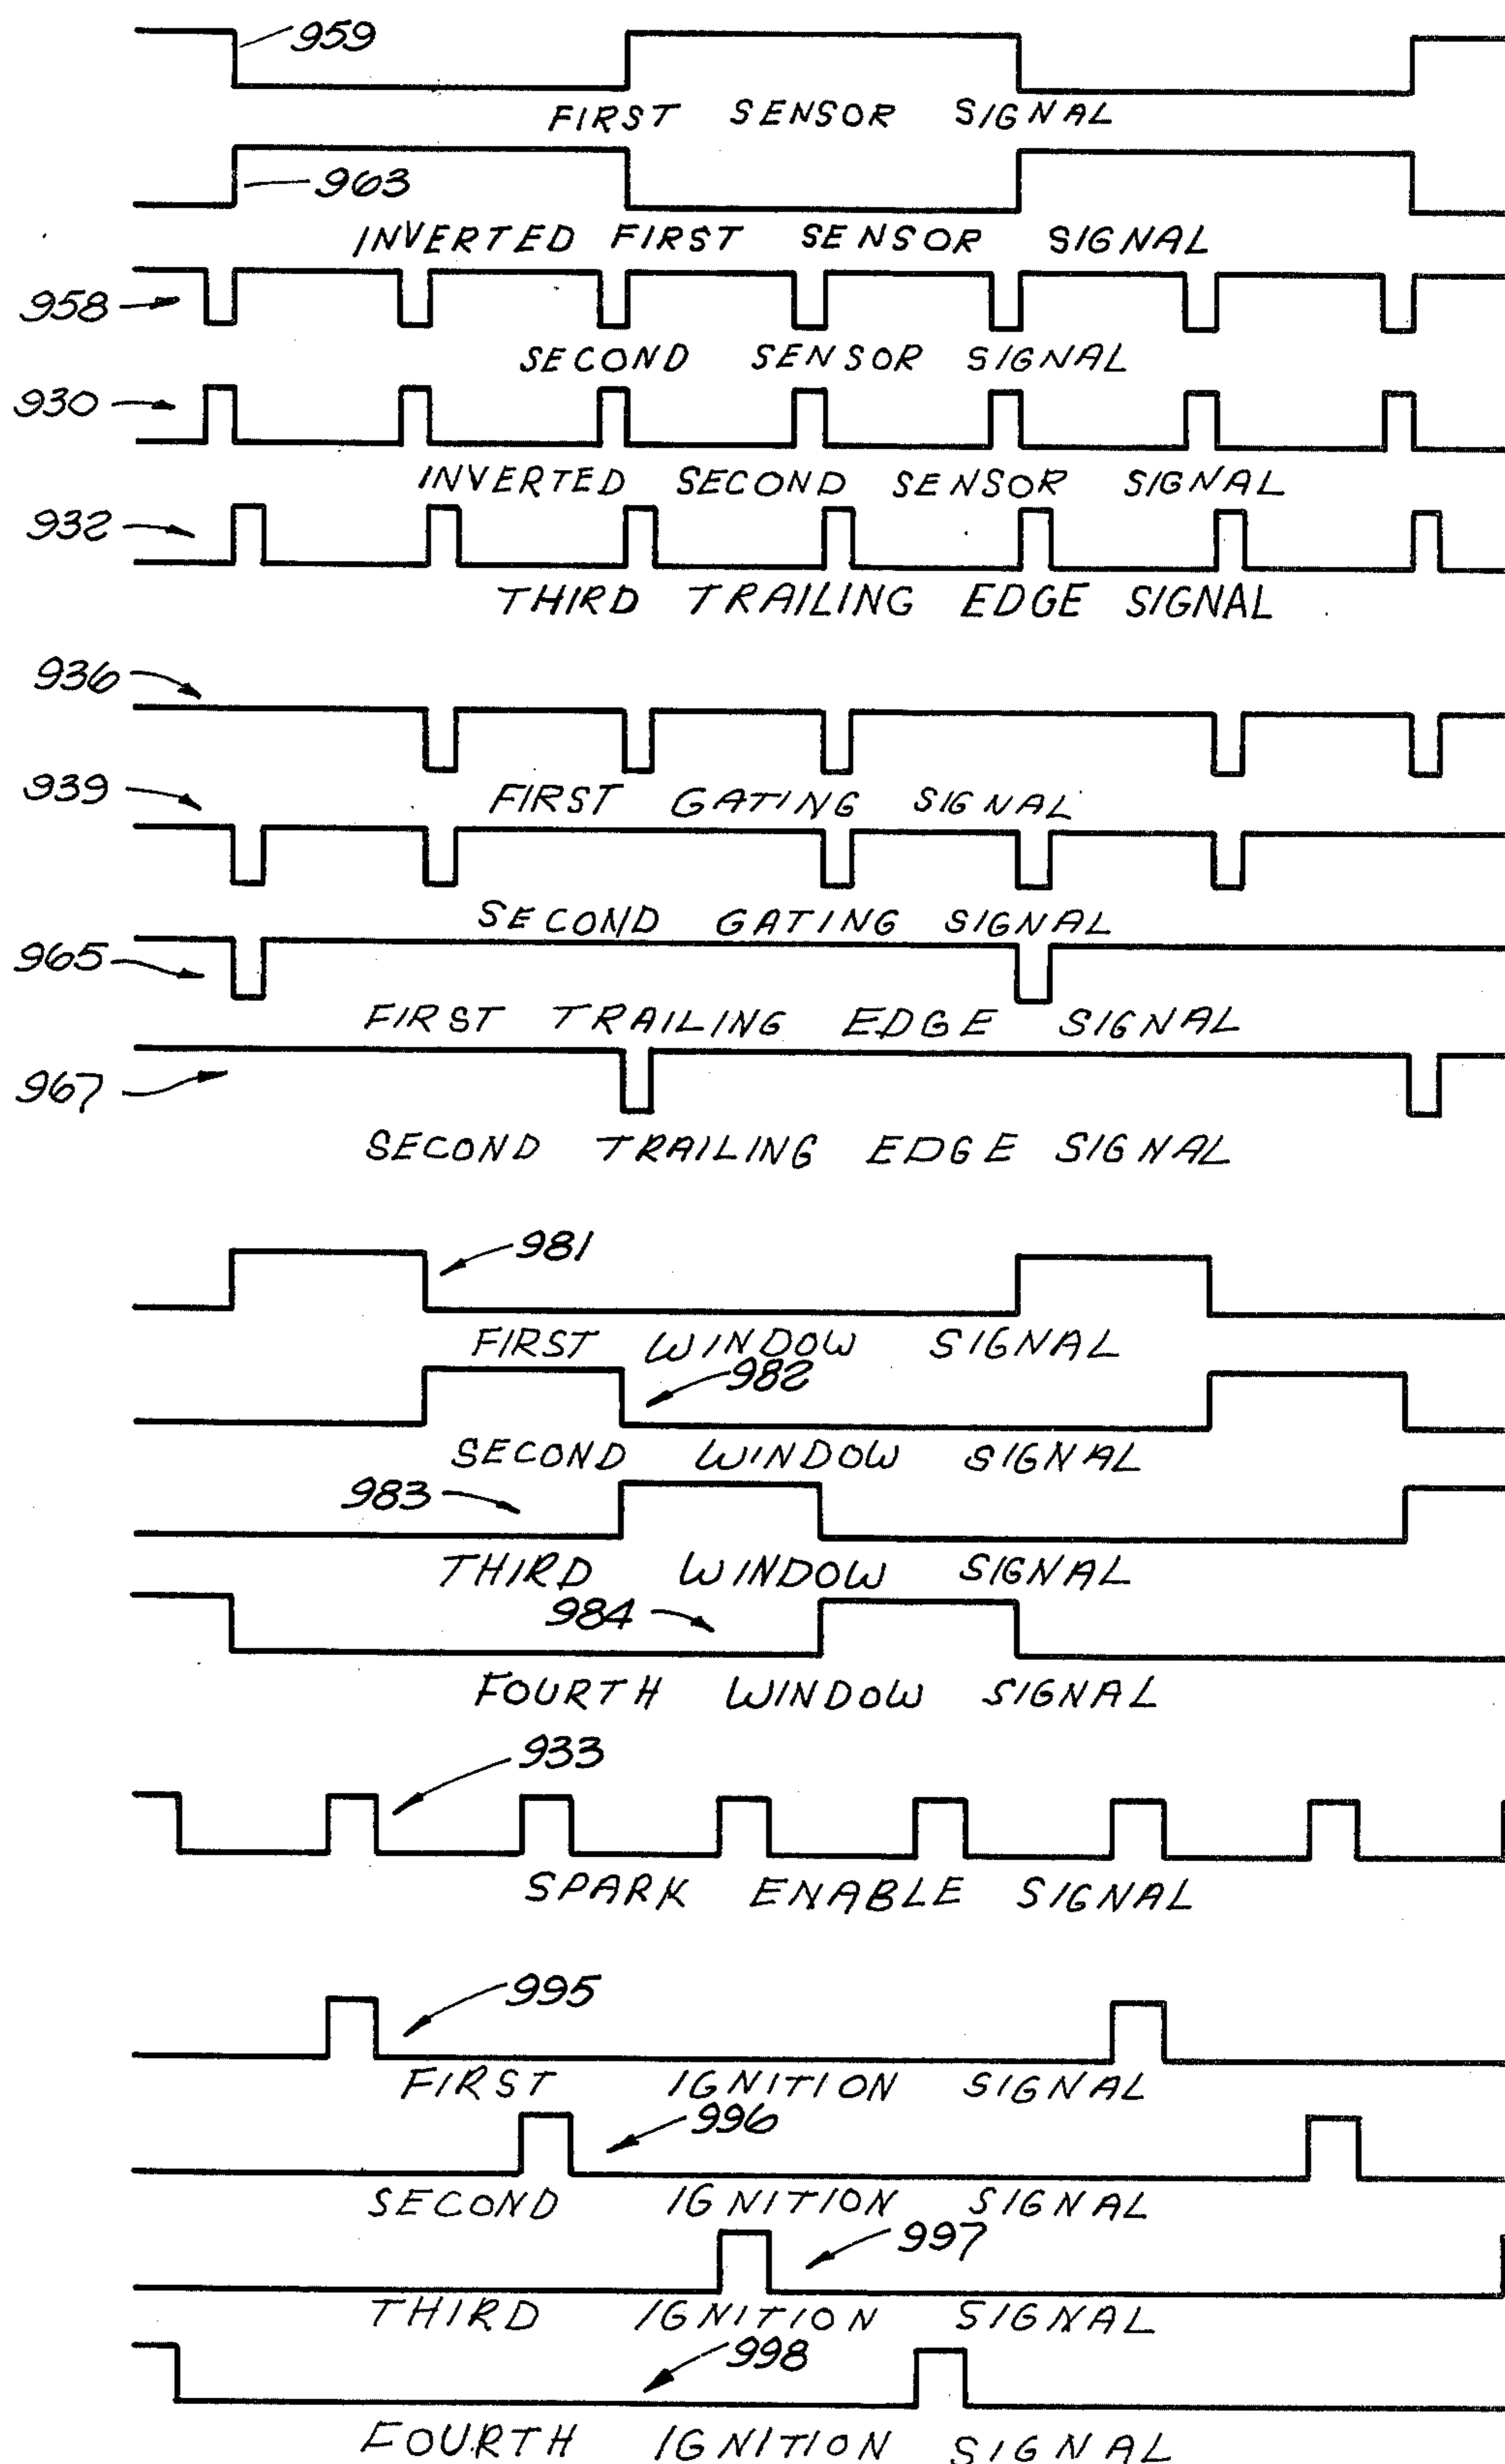 959
FIRST SENSOR SIGNAL
963
INVERTED FIRST SENSOR SIGNAL
958
SECOND SENSOR SIGNAL
930
INVERTED SECOND SENSOR SIGNAL
932
THIRD TRAILING EDGE SIGNAL
936
FIRST GATING SIGNAL
939
SECOND GATING SIGNAL
965
FIRST TRAILING EDGE SIGNAL
967
SECOND TRAILING EDGE SIGNAL
981
FIRST WINDOW SIGNAL
982
SECOND WINDOW SIGNAL
983
THIRD WINDOW SIGNAL
984
FOURTH WINDOW SIGNAL
933
SPARK ENABLE SIGNAL
995
FIRST IGNITION SIGNAL
996
SECOND IGNITION SIGNAL
997
THIRD IGNITION SIGNAL
998
FOURTH IGNITION SIGNAL